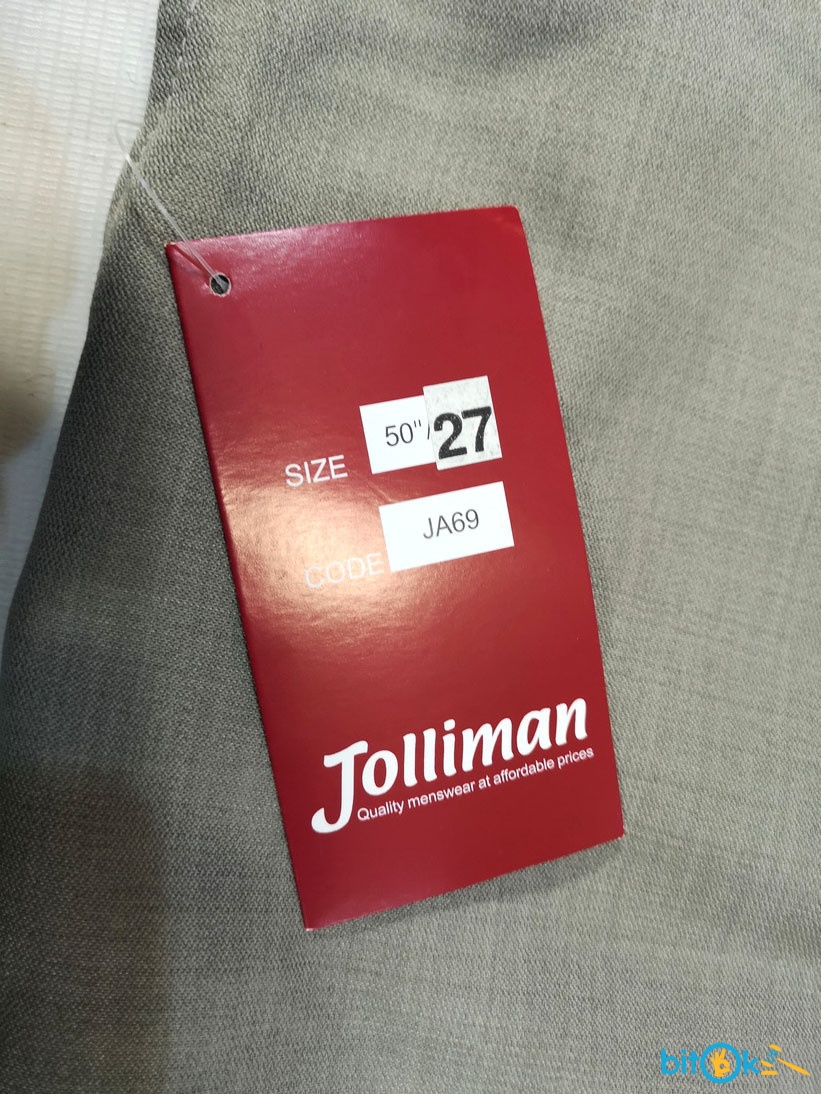 SIZE 50"/27
CODE JA69
Jolliman
Quality menswear at affordable prices
bitOk